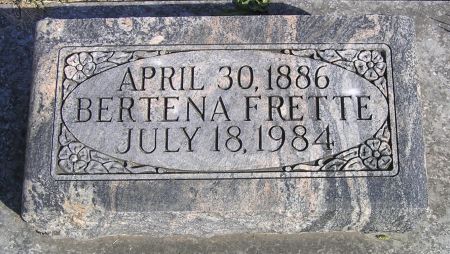 APRIL 30, 1886
BERTENA FRETTE
JULY 18, 1984